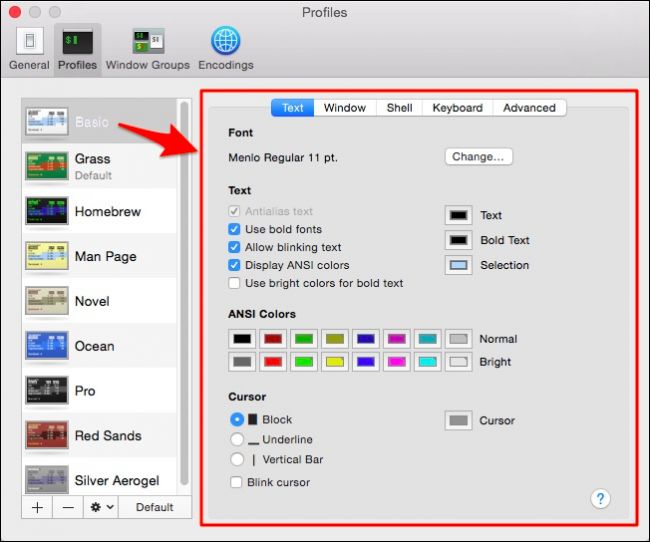 Profiles
General Profiles Window Groups Encodings
Basic
Grass
Default
Homebrew
Man Page
Novel
Ocean
Pro
Red Sands
Silver Aerogel
Default
Text Window Shell Keyboard Advanced
Font
Menlo Regular 11 pt. Change...
Text
Antialias text
Use bold fonts
Allow blinking text
Display ANSI colors
Use bright colors for bold text
Text
Bold Text
Selection
ANSI Colors
Normal
Bright
Cursor
Block
Underline
Vertical Bar
Blink cursor
Cursor
?